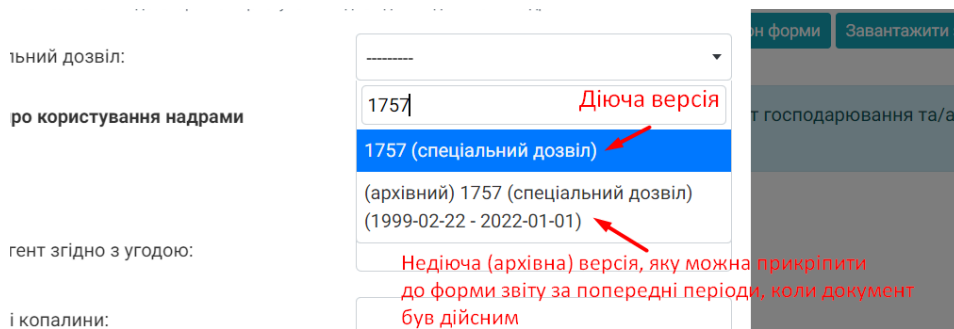 н форми
Завантажити
льний дозвіл:
---------
1757
Діюча версія
ро користування надрами
т господарювання та/а
1757 (спеціальний дозвіл)
(архівний) 1757 (спеціальний дозвіл)
(1999-02-22 - 2022-01-01)
гент згідно з угодою:
Недіюча (архівна) версія, яку можна прикріпити
до форми звіту за попередні періоди, коли документ
був дійсним
і копалини: